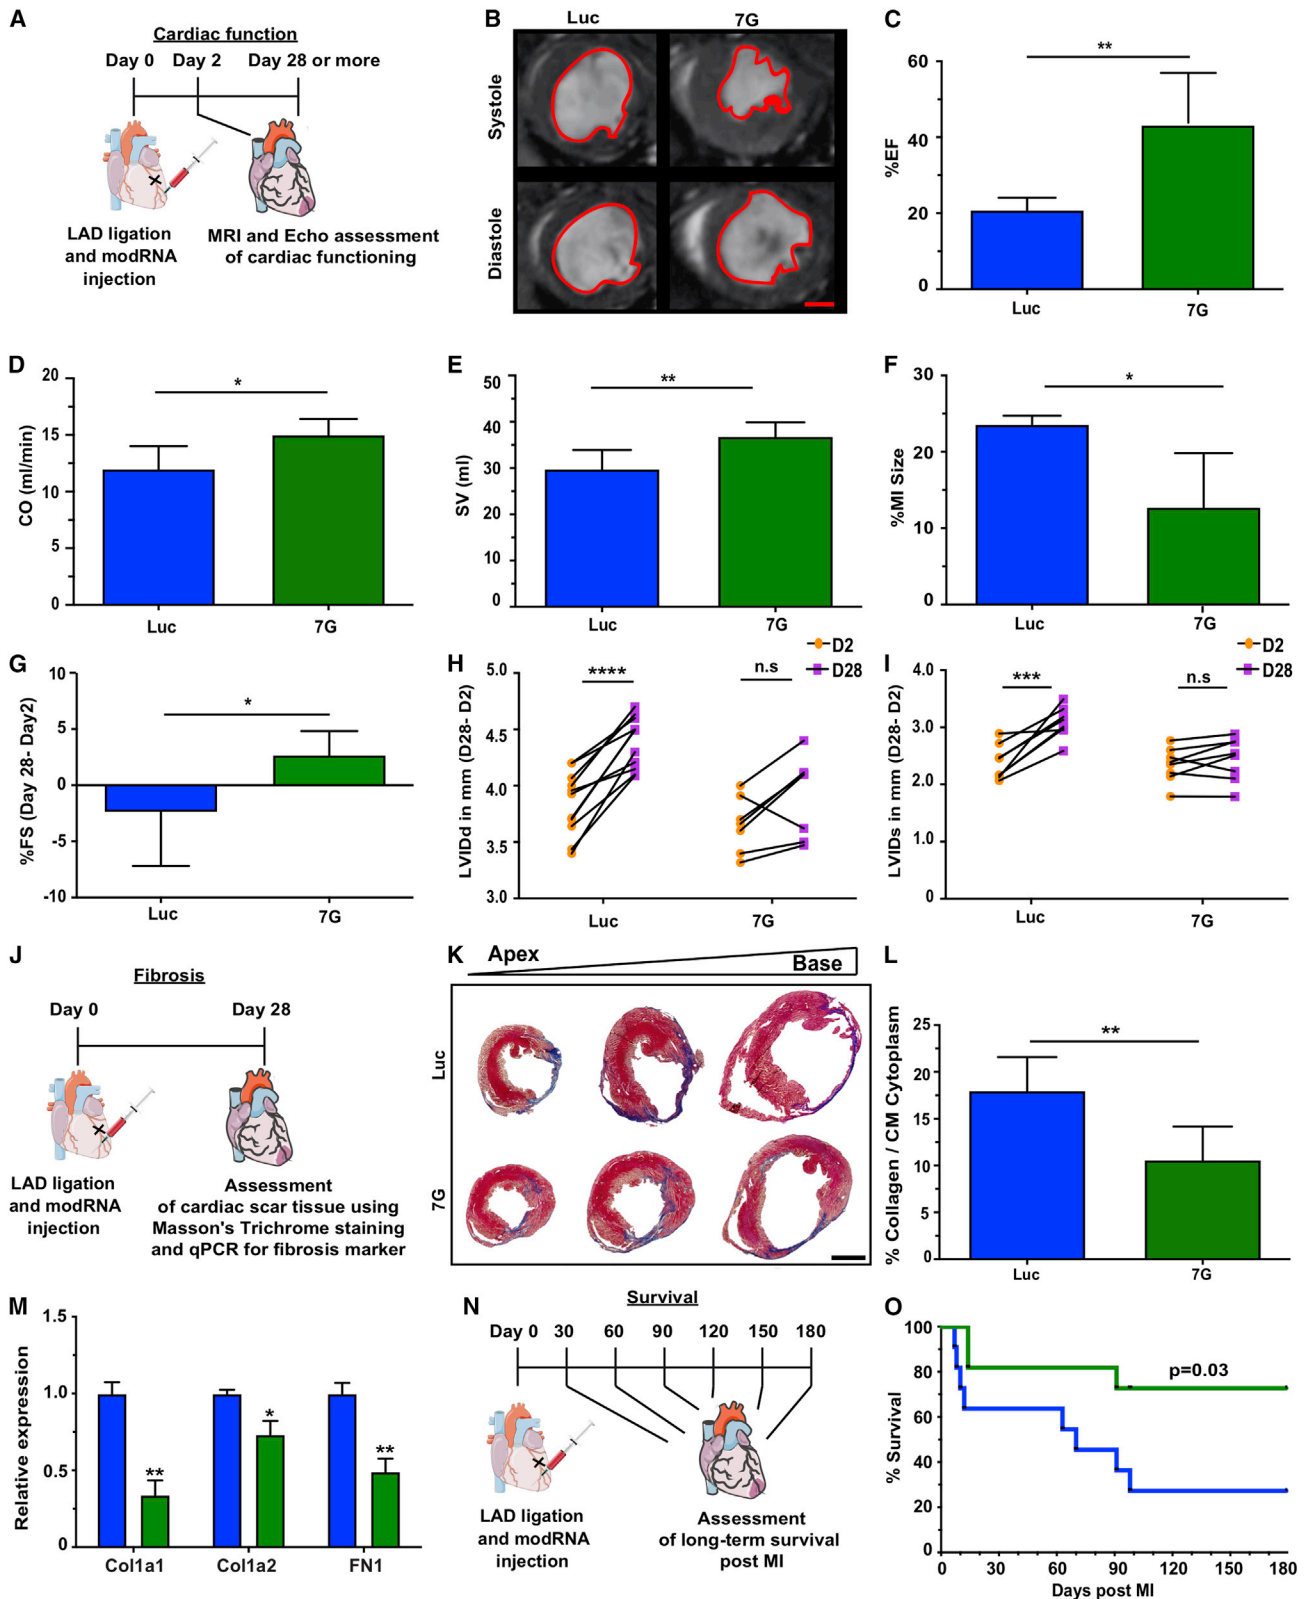 A
Cardiac function
Day 0 Day 2 Day 28 or more
LAD ligation
and modRNA
injection
MRI and Echo assessment
of cardiac functioning
B
Luc 7G
Systole
Diastole
C
**
%EF
60
40
20
0
Luc 7G
D
*
CO (ml/min)
20
15
10
5
0
Luc 7G
E
**
SV (ml)
50
40
30
20
10
0
Luc 7G
F
*
%MI Size
30
20
10
0
Luc 7G
G
*
%FS (Day 28- Day2)
10
5
0
-5
-10
Luc 7G
H
D2
D28
**** n.s
LVIDd in mm (D28- D2)
5.0
4.5
4.0
3.5
3.0
Luc 7G
I
D2
D28
*** n.s
LVIDs in mm (D28- D2)
4.0
3.0
2.0
1.0
0
Luc 7G
J
Fibrosis
Day 0 Day 28
LAD ligation
and modRNA
injection
Assessment
of cardiac scar tissue using
Masson's Trichrome staining
and qPCR for fibrosis marker
K
Apex Base
Luc
7G
L
**
% Collagen / CM Cytoplasm
25
20
15
10
5
0
Luc 7G
M
Relative expression
1.5
1.0
0.5
0
** * **
Col1a1 Col1a2 FN1
N
Survival
Day 0 30 60 90 120 150 180
LAD ligation
and modRNA
injection
Assessment
of long-term survival
post MI
O
% Survival
100
80
60
40
20
0
p=0.03
0 30 60 90 120 150 180
Days post MI